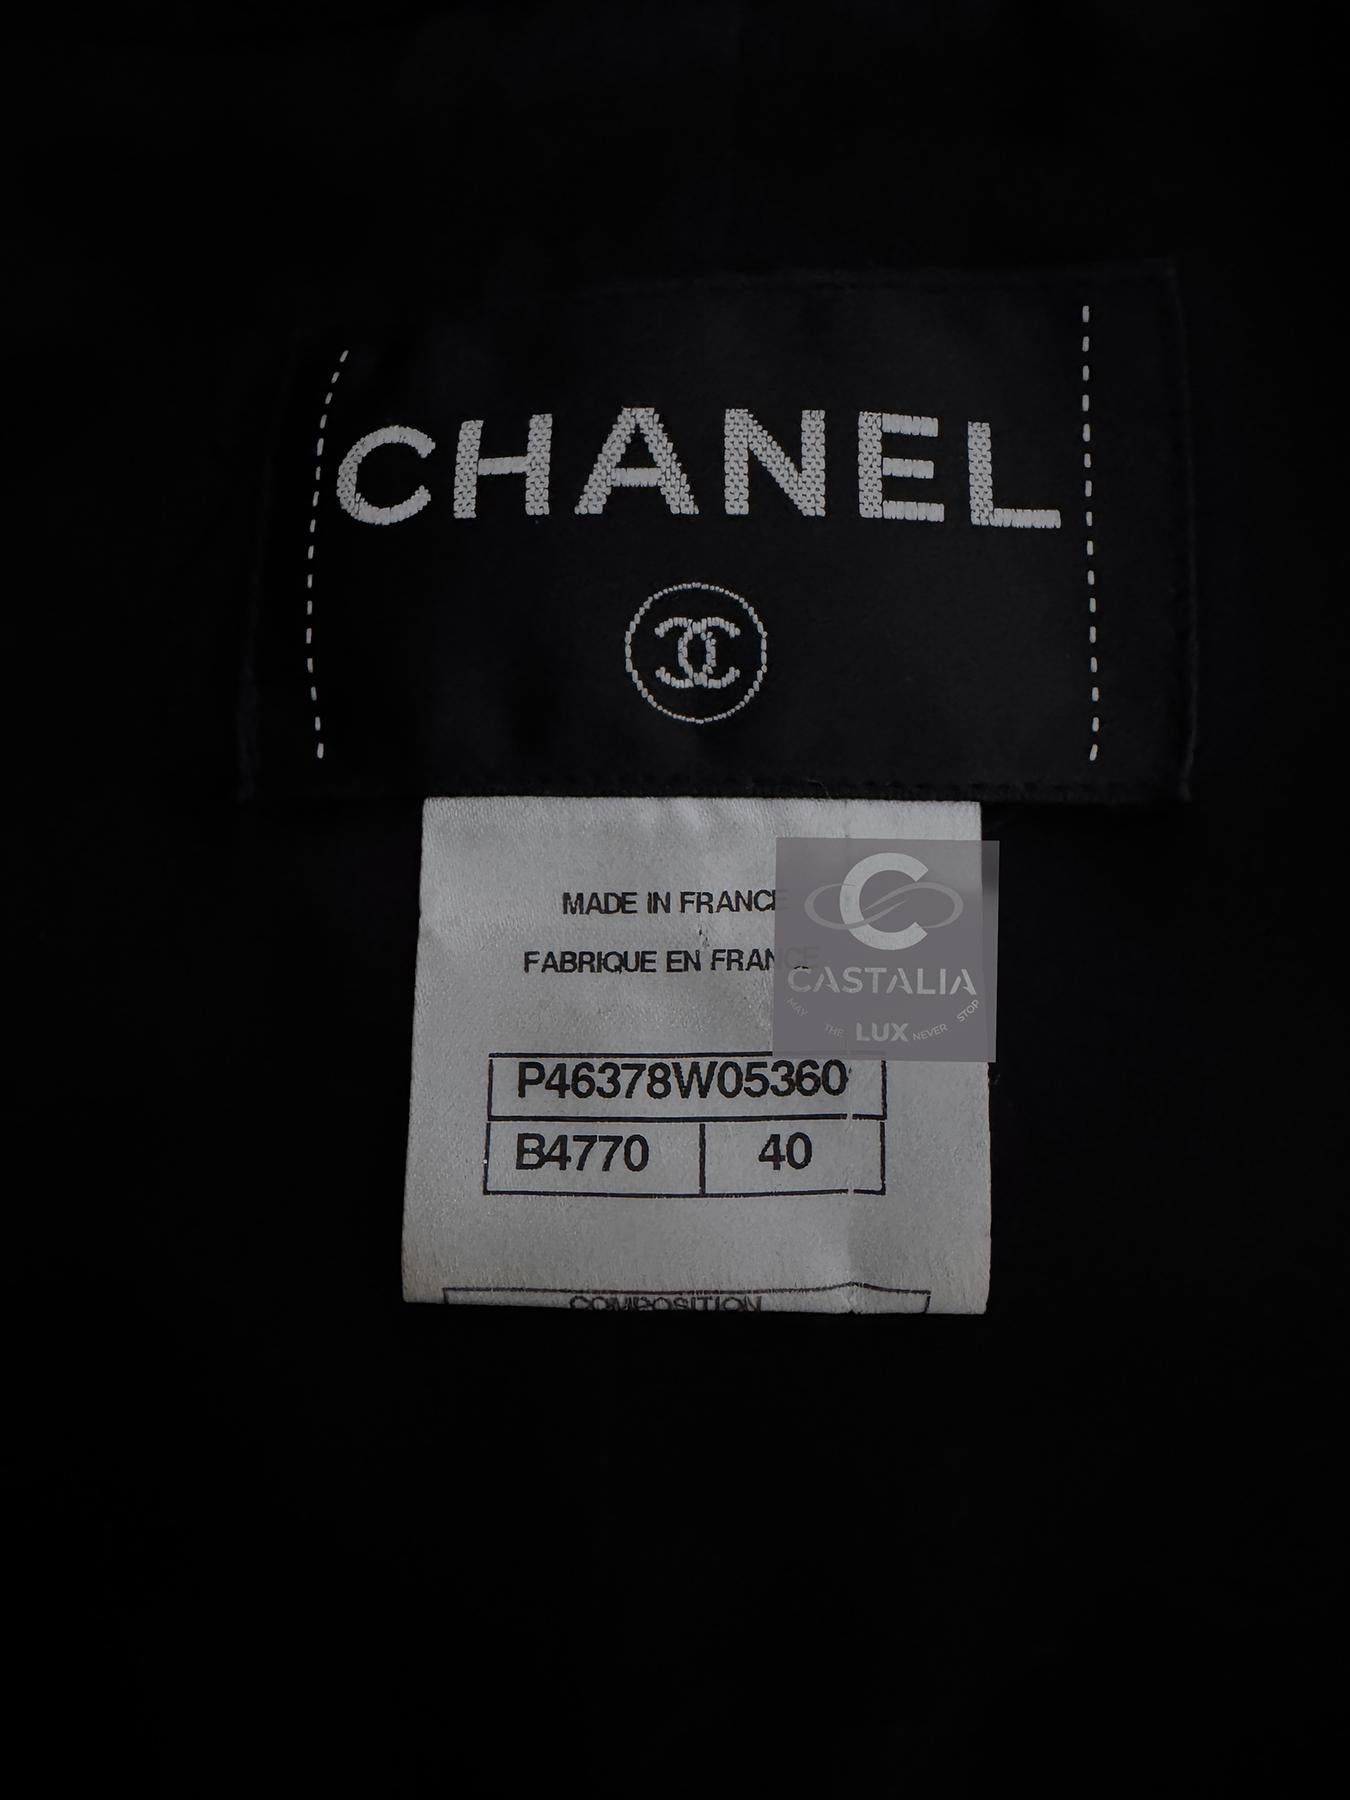 CHANEL
MADE IN FRANCE
FABRIQUE EN FRANCE
CASTALIA
MAY THE LUX NEVER STOP
P46378W05360
B4770 40
COMPOSITION